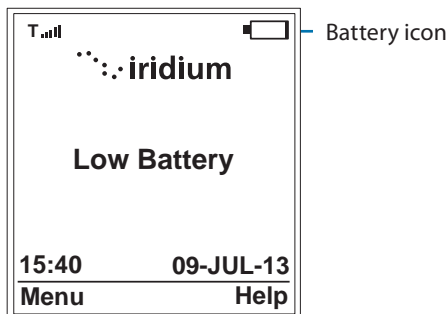 T
Battery icon
iridium
Low Battery
15:40 09-JUL-13
Menu Help